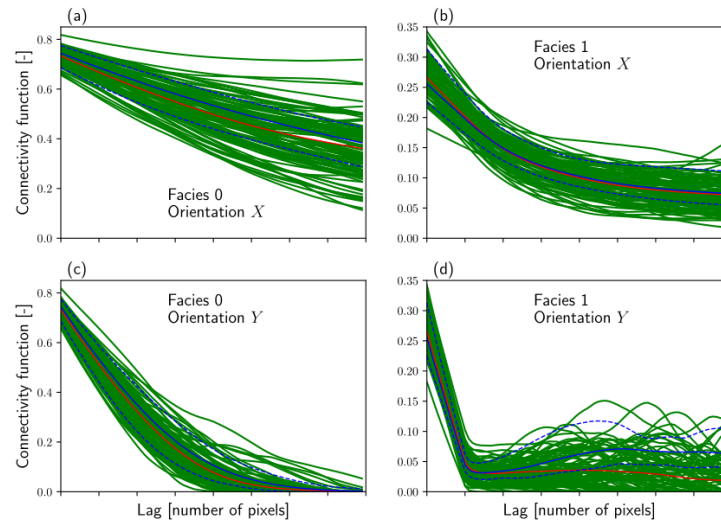 (a)
(b)
Connectivity function [-]
0.8
0.6
0.4
0.2
0.0
Facies 0
Orientation X
0.35
0.30
0.25
0.20
0.15
0.10
0.05
0.00
Facies 1
Orientation X
(c)
(d)
Connectivity function [-]
0.8
0.6
0.4
0.2
0.0
Facies 0
Orientation Y
0.35
0.30
0.25
0.20
0.15
0.10
0.05
0.00
Facies 1
Orientation Y
Lag [number of pixels]
Lag [number of pixels]